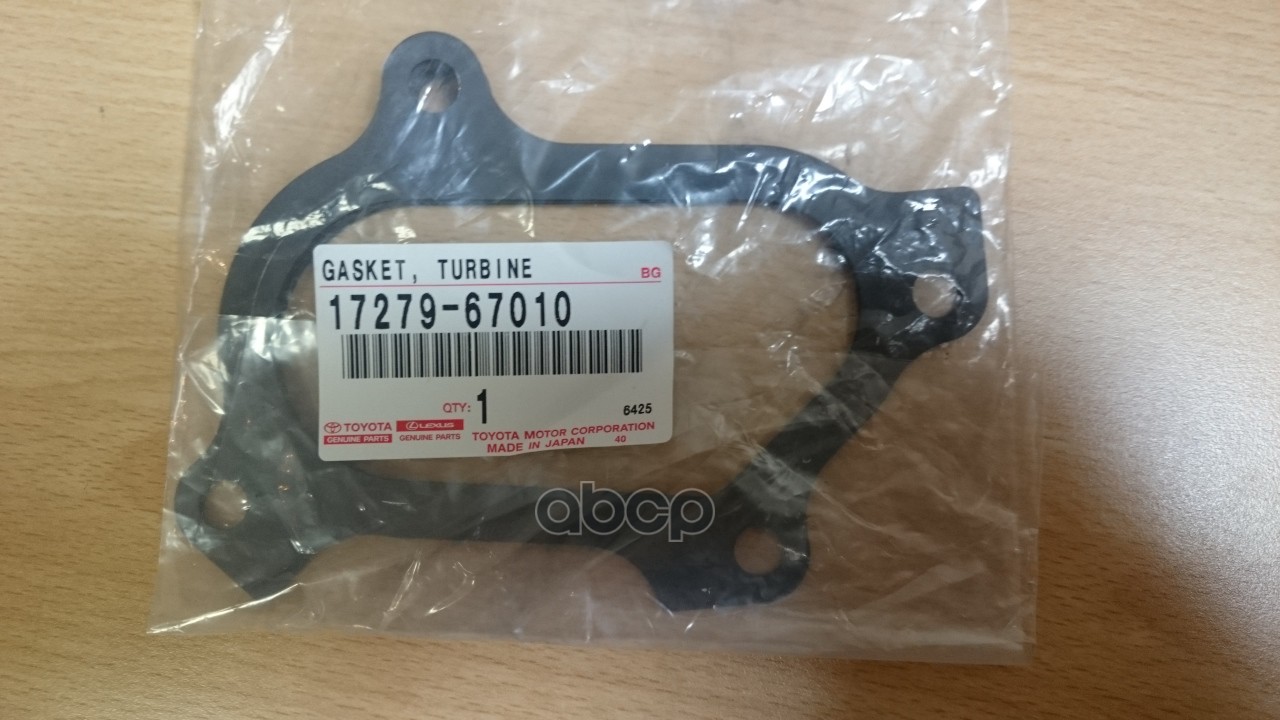 GASKET, TURBINE
BG
17279-67010
QTY: 1
6425
TOYOTA
GENUINE PARTS
LEXUS
GENUINE PARTS
TOYOTA MOTOR CORPORATION
MADE IN JAPAN 40
abcp